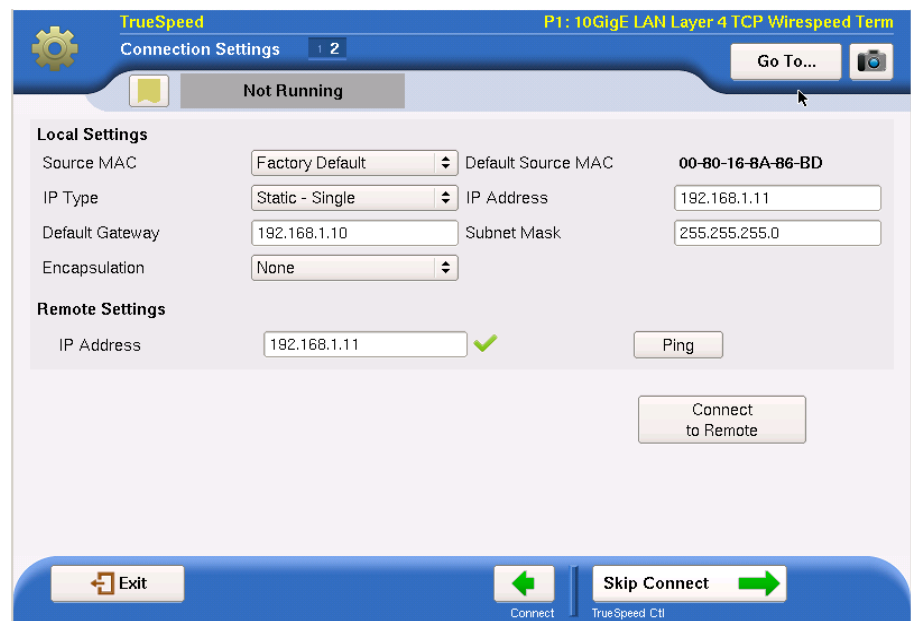 TrueSpeed
P1: 10GigE LAN Layer 4 TCP Wirespeed Term
Connection Settings 1 2
Go To...
Not Running
Local Settings
Source MAC Factory Default Default Source MAC 00-80-16-8A-86-BD
IP Type Static - Single IP Address 192.168.1.11
Default Gateway 192.168.1.10 Subnet Mask 255.255.255.0
Encapsulation None
Remote Settings
IP Address 192.168.1.11 Ping
Connect
to Remote
Exit
Skip Connect
Connect
TrueSpeed Ctl